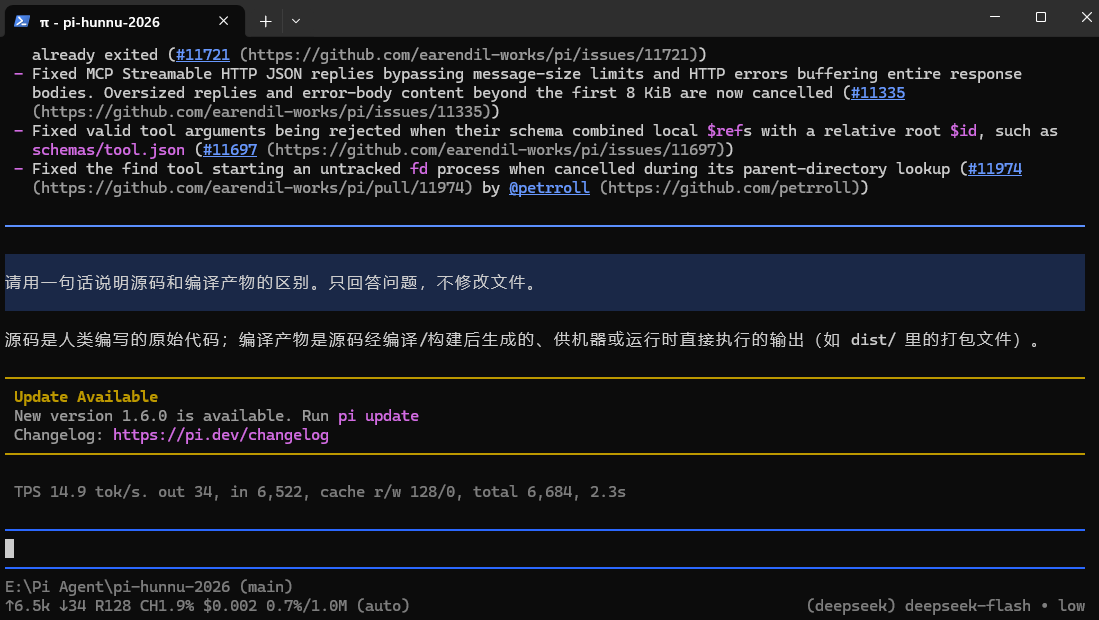 π - pi-hunnu-2026
already exited (#11721 (https://github.com/earendil-works/pi/issues/11721))
- Fixed MCP Streamable HTTP JSON replies bypassing message-size limits and HTTP errors buffering entire response
bodies. Oversized replies and error-body content beyond the first 8 KiB are now cancelled (#11335
(https://github.com/earendil-works/pi/issues/11335))
- Fixed valid tool arguments being rejected when their schema combined local $refs with a relative root $id, such as
schemas/tool.json (#11697 (https://github.com/earendil-works/pi/issues/11697))
- Fixed the find tool starting an untracked fd process when cancelled during its parent-directory lookup (#11974
(https://github.com/earendil-works/pi/pull/11974) by @petrroll (https://github.com/petrroll))
请用一句话说明源码和编译产物的区别。只回答问题，不修改文件。
源码是人类编写的原始代码；编译产物是源码经编译/构建后生成的、供机器或运行时直接执行的输出（如 dist/ 里的打包文件）。
Update Available
New version 1.6.0 is available. Run pi update
Changelog: https://pi.dev/changelog
TPS 14.9 tok/s. out 34, in 6,522, cache r/w 128/0, total 6,684, 2.3s
E:\Pi Agent\pi-hunnu-2026 (main)
↑6.5k ↓34 R128 CH1.9% $0.002 0.7%/1.0M (auto) (deepseek) deepseek-flash • low